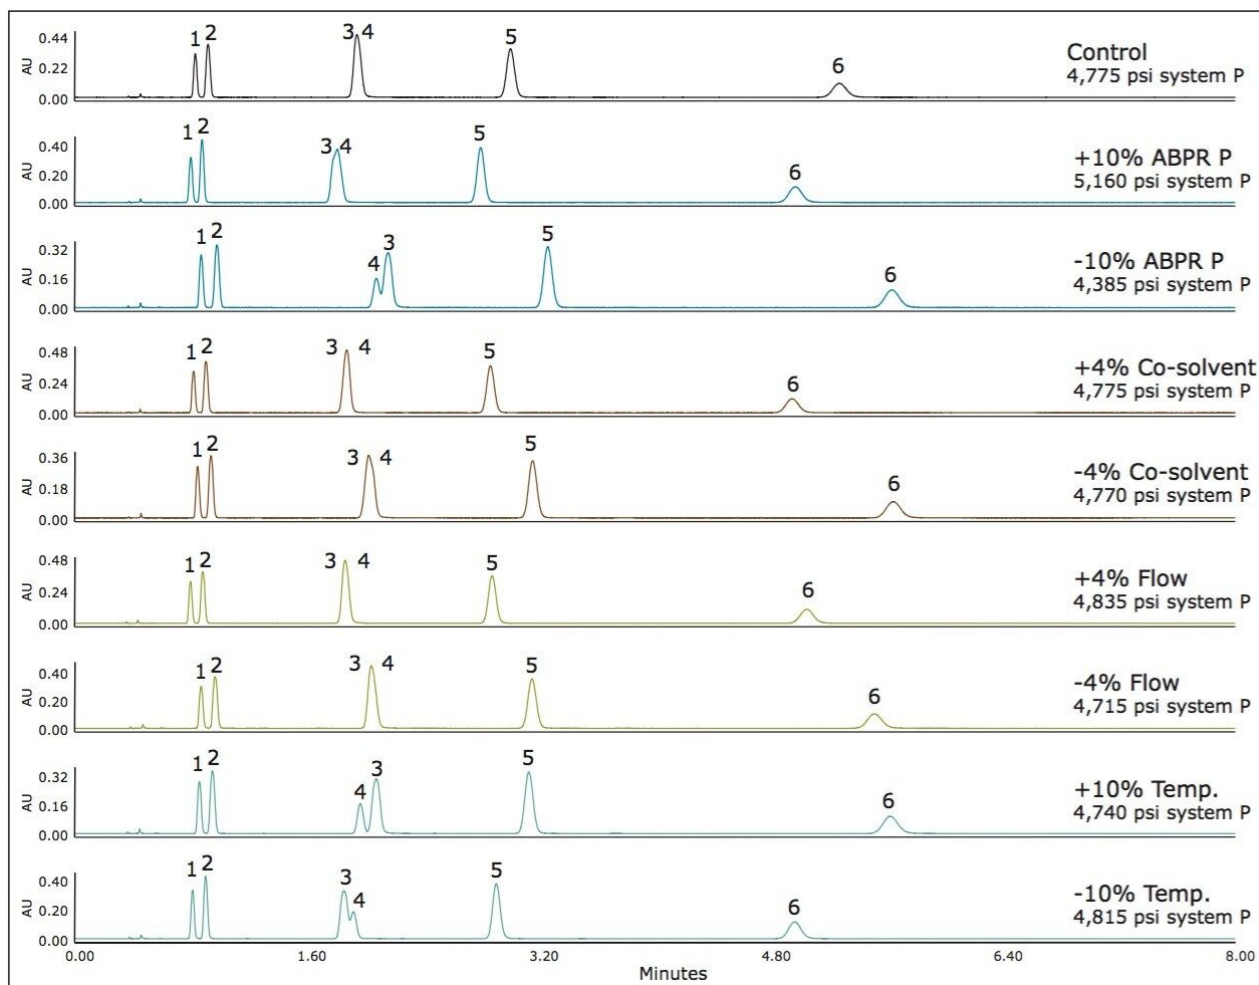 0.44
0.22
0.00
AU
1 2 3 4 5 6
Control
4,775 psi system P
0.40
0.20
0.00
AU
1 2 3 4 5 6
+10% ABPR P
5,160 psi system P
0.32
0.16
0.00
AU
1 2 4 3 5 6
-10% ABPR P
4,385 psi system P
0.48
0.24
0.00
AU
1 2 3 4 5 6
+4% Co-solvent
4,775 psi system P
0.36
0.18
0.00
AU
1 2 3 4 5 6
-4% Co-solvent
4,770 psi system P
0.48
0.24
0.00
AU
1 2 3 4 5 6
+4% Flow
4,835 psi system P
0.40
0.20
0.00
AU
1 2 3 4 5 6
-4% Flow
4,715 psi system P
0.32
0.16
0.00
AU
1 2 4 3 5 6
+10% Temp.
4,740 psi system P
0.40
0.20
0.00
AU
1 2 3 4 5 6
-10% Temp.
4,815 psi system P
0.00 1.60 3.20 4.80 6.40 8.00
Minutes